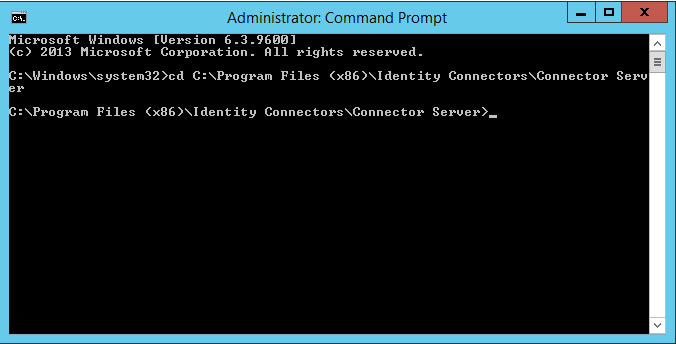 Administrator: Command Prompt
Microsoft Windows [Version 6.3.9600]
(c) 2013 Microsoft Corporation. All rights reserved.
C:\Windows\system32>cd C:\Program Files (x86)\Identity Connectors\Connector Serv
er
C:\Program Files (x86)\Identity Connectors\Connector Server>_